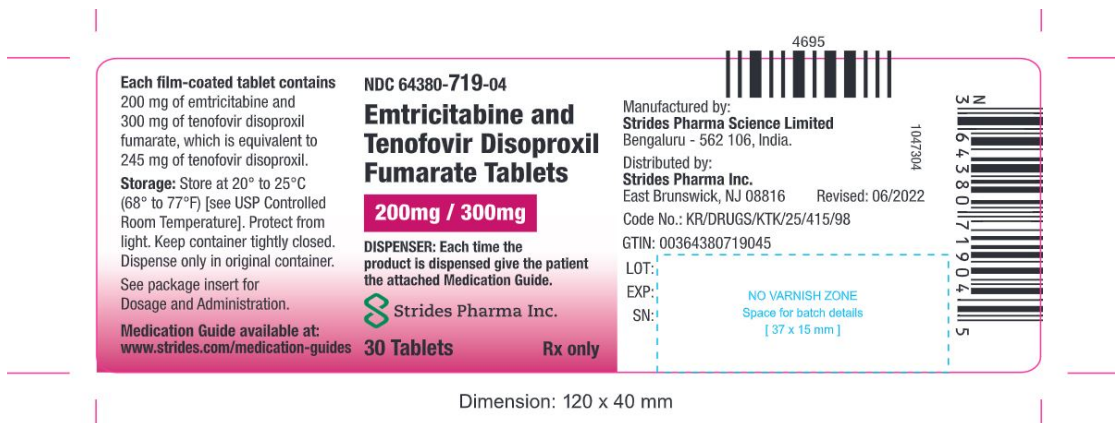 4695
Each film-coated tablet contains
200 mg of emtricitabine and
300 mg of tenofovir disoproxil
fumarate, which is equivalent to
245 mg of tenofovir disoproxil.
Storage: Store at 20° to 25°C
(68° to 77°F) [see USP Controlled
Room Temperature]. Protect from
light. Keep container tightly closed.
Dispense only in original container.
See package insert for
Dosage and Administration.
Medication Guide available at:
www.strides.com/medication-guides
NDC 64380-719-04
Emtricitabine and
Tenofovir Disoproxil
Fumarate Tablets
200mg / 300mg
DISPENSER: Each time the
product is dispensed give the patient
the attached Medication Guide.
Strides Pharma Inc.
30 Tablets Rx only
Manufactured by:
Strides Pharma Science Limited
Bengaluru - 562 106, India.
Distributed by:
Strides Pharma Inc.
East Brunswick, NJ 08816 Revised: 06/2022
Code No.: KR/DRUGS/KTK/25/415/98
GTIN: 00364380719045
LOT:
EXP:
SN:
NO VARNISH ZONE
Space for batch details
[ 37 x 15 mm ]
1047304
N
3 64380 71904 5
Dimension: 120 x 40 mm